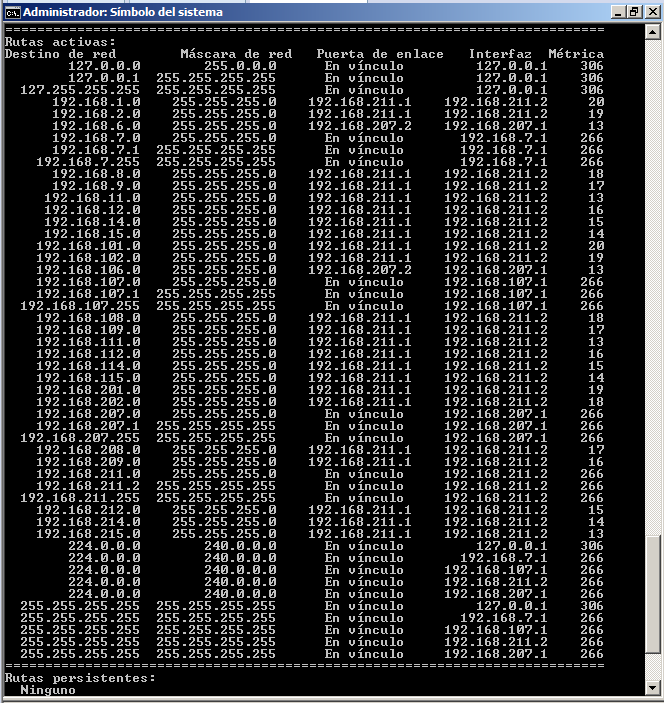 Administrador: Símbolo del sistema
===========================================================================
Rutas activas:
Destino de red        Máscara de red   Puerta de enlace   Interfaz  Métrica
127.0.0.0        255.0.0.0      En vínculo         127.0.0.1    306
127.0.0.1  255.255.255.255      En vínculo         127.0.0.1    306
127.255.255.255  255.255.255.255      En vínculo         127.0.0.1    306
192.168.1.0    255.255.255.0    192.168.211.1    192.168.211.2     20
192.168.2.0    255.255.255.0    192.168.211.1    192.168.211.2     19
192.168.6.0    255.255.255.0    192.168.207.2    192.168.207.1     13
192.168.7.0    255.255.255.0      En vínculo       192.168.7.1    266
192.168.7.1  255.255.255.255      En vínculo       192.168.7.1    266
192.168.7.255  255.255.255.255      En vínculo       192.168.7.1    266
192.168.8.0    255.255.255.0    192.168.211.1    192.168.211.2     18
192.168.9.0    255.255.255.0    192.168.211.1    192.168.211.2     17
192.168.11.0    255.255.255.0    192.168.211.1    192.168.211.2     13
192.168.12.0    255.255.255.0    192.168.211.1    192.168.211.2     16
192.168.14.0    255.255.255.0    192.168.211.1    192.168.211.2     15
192.168.15.0    255.255.255.0    192.168.211.1    192.168.211.2     14
192.168.101.0    255.255.255.0    192.168.211.1    192.168.211.2     20
192.168.102.0    255.255.255.0    192.168.211.1    192.168.211.2     19
192.168.106.0    255.255.255.0    192.168.207.2    192.168.207.1     13
192.168.107.0    255.255.255.0      En vínculo     192.168.107.1    266
192.168.107.1  255.255.255.255      En vínculo     192.168.107.1    266
192.168.107.255  255.255.255.255      En vínculo     192.168.107.1    266
192.168.108.0    255.255.255.0    192.168.211.1    192.168.211.2     18
192.168.109.0    255.255.255.0    192.168.211.1    192.168.211.2     17
192.168.111.0    255.255.255.0    192.168.211.1    192.168.211.2     13
192.168.112.0    255.255.255.0    192.168.211.1    192.168.211.2     16
192.168.114.0    255.255.255.0    192.168.211.1    192.168.211.2     15
192.168.115.0    255.255.255.0    192.168.211.1    192.168.211.2     14
192.168.201.0    255.255.255.0    192.168.211.1    192.168.211.2     19
192.168.202.0    255.255.255.0    192.168.211.1    192.168.211.2     18
192.168.207.0    255.255.255.0      En vínculo     192.168.207.1    266
192.168.207.1  255.255.255.255      En vínculo     192.168.207.1    266
192.168.207.255  255.255.255.255      En vínculo     192.168.207.1    266
192.168.208.0    255.255.255.0    192.168.211.1    192.168.211.2     17
192.168.209.0    255.255.255.0    192.168.211.1    192.168.211.2     16
192.168.211.0    255.255.255.0      En vínculo     192.168.211.2    266
192.168.211.2  255.255.255.255      En vínculo     192.168.211.2    266
192.168.211.255  255.255.255.255      En vínculo     192.168.211.2    266
192.168.212.0    255.255.255.0    192.168.211.1    192.168.211.2     15
192.168.214.0    255.255.255.0    192.168.211.1    192.168.211.2     14
192.168.215.0    255.255.255.0    192.168.211.1    192.168.211.2     13
224.0.0.0        240.0.0.0      En vínculo         127.0.0.1    306
224.0.0.0        240.0.0.0      En vínculo       192.168.7.1    266
224.0.0.0        240.0.0.0      En vínculo     192.168.107.1    266
224.0.0.0        240.0.0.0      En vínculo     192.168.211.2    266
224.0.0.0        240.0.0.0      En vínculo     192.168.207.1    266
255.255.255.255  255.255.255.255      En vínculo         127.0.0.1    306
255.255.255.255  255.255.255.255      En vínculo       192.168.7.1    266
255.255.255.255  255.255.255.255      En vínculo     192.168.107.1    266
255.255.255.255  255.255.255.255      En vínculo     192.168.211.2    266
255.255.255.255  255.255.255.255      En vínculo     192.168.207.1    266
===========================================================================
Rutas persistentes:
Ninguno